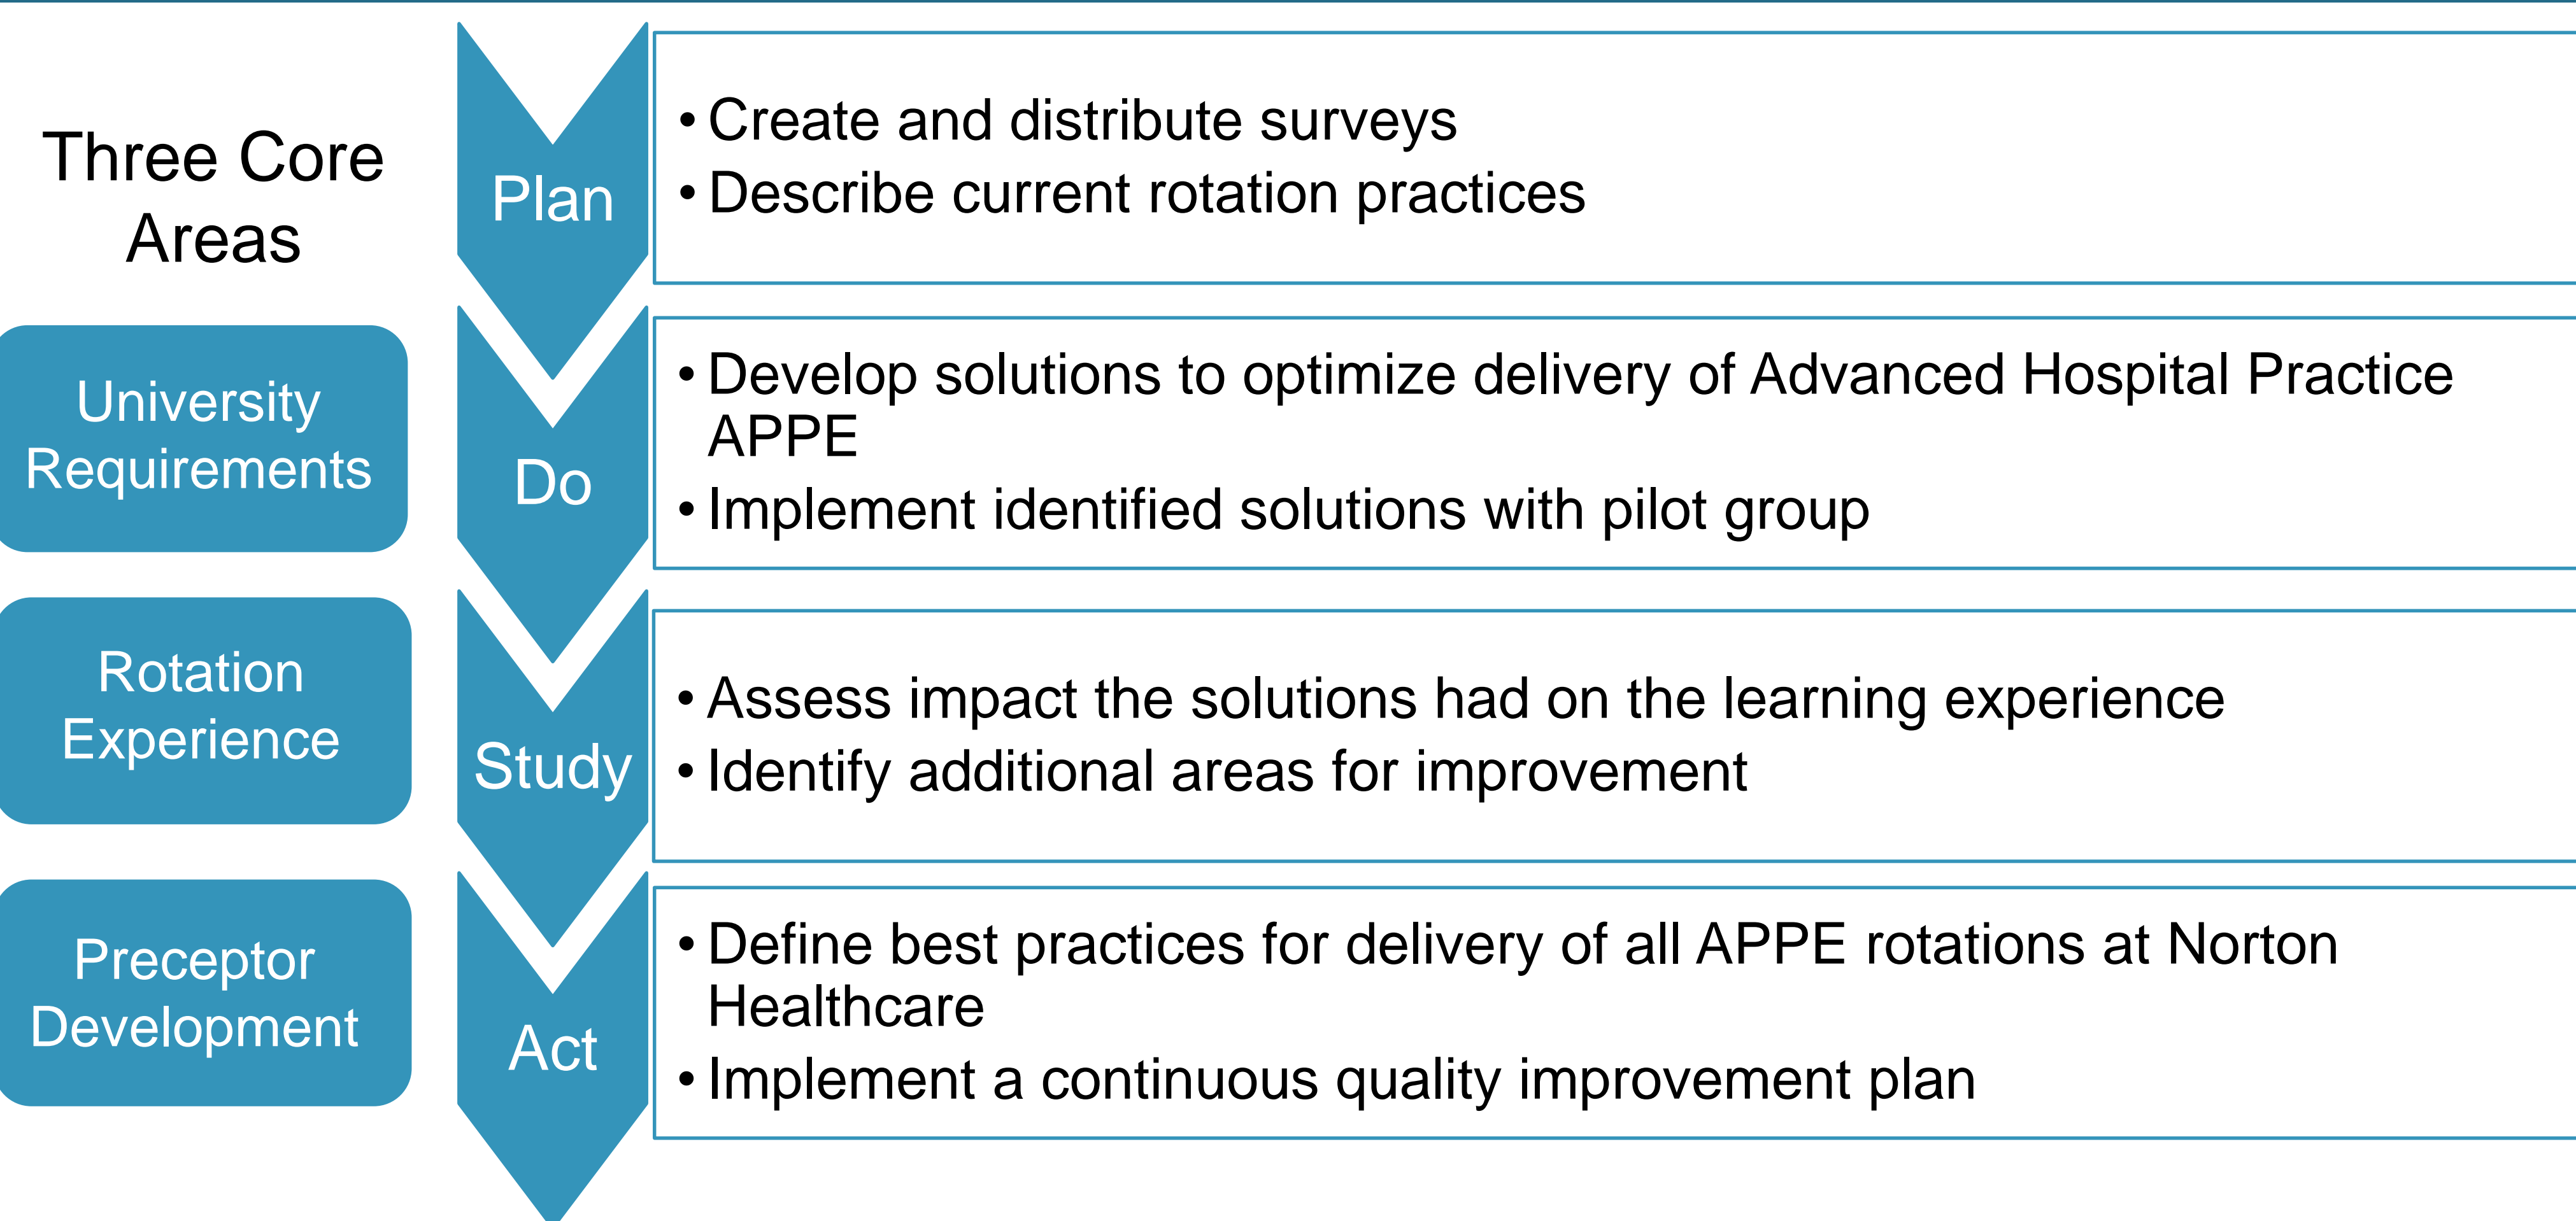 Three Core
Areas
University
Requirements
Rotation
Experience
Preceptor
Development
Plan
• Create and distribute surveys
• Describe current rotation practices
Do
• Develop solutions to optimize delivery of Advanced Hospital Practice
APPE
• Implement identified solutions with pilot group
Study
• Assess impact the solutions had on the learning experience
• Identify additional areas for improvement
Act
• Define best practices for delivery of all APPE rotations at Norton
Healthcare
• Implement a continuous quality improvement plan